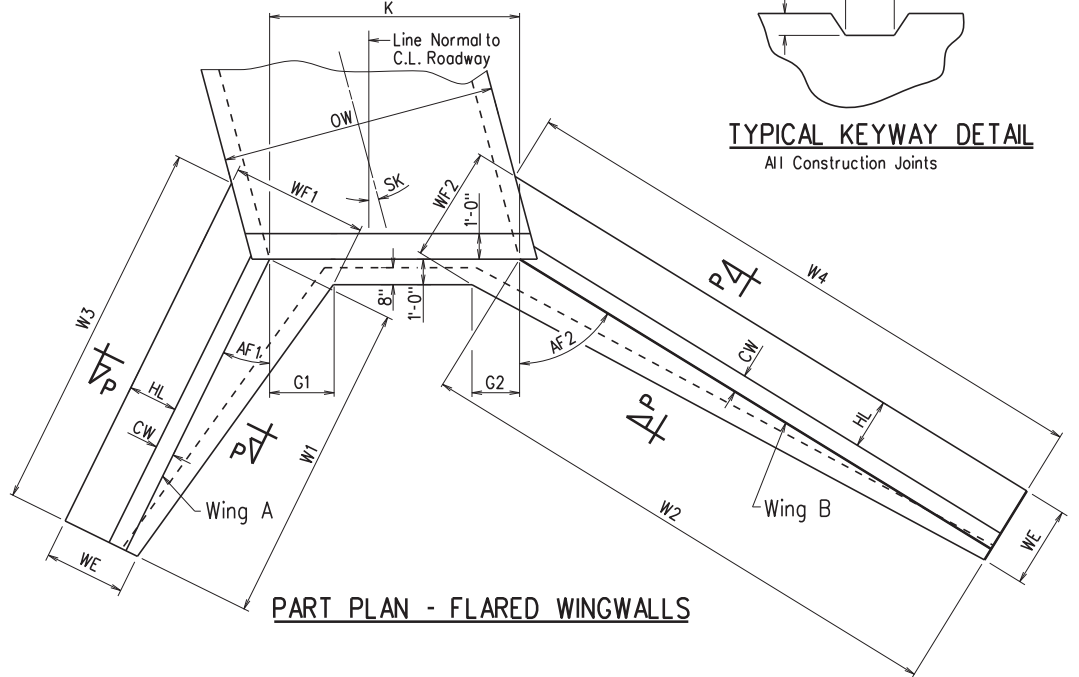 K
Line Normal to
C.L. Roadway
OW
SK
WF1
WF2
1'-0"
8"
1'-0"
TYPICAL KEYWAY DETAIL
All Construction Joints
W3
W4
P
P
HL
CW
AF1
G1
G2
AF2
CW
HL
P
P
W1
W2
Wing A
Wing B
WE
WE
PART PLAN - FLARED WINGWALLS